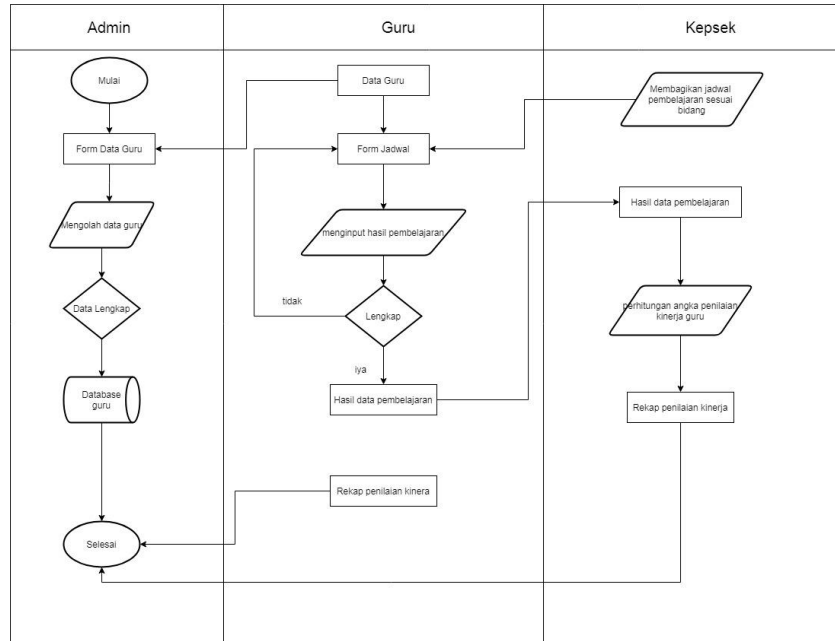 Admin
Guru
Kepsek
Mulai
Data Guru
Membagikan jadwal
pembelajaran sesuai
bidang
Form Data Guru
Form Jadwal
Mengolah data guru
menginput hasil pembelajaran
Hasil data pembelajaran
Data Lengkap
tidak
Lengkap
perhitungan angka penilaian
kinerja guru
iya
Database
guru
Hasil data pembelajaran
Rekap penilaian kinerja
Rekap penilaian kinera
Selesai